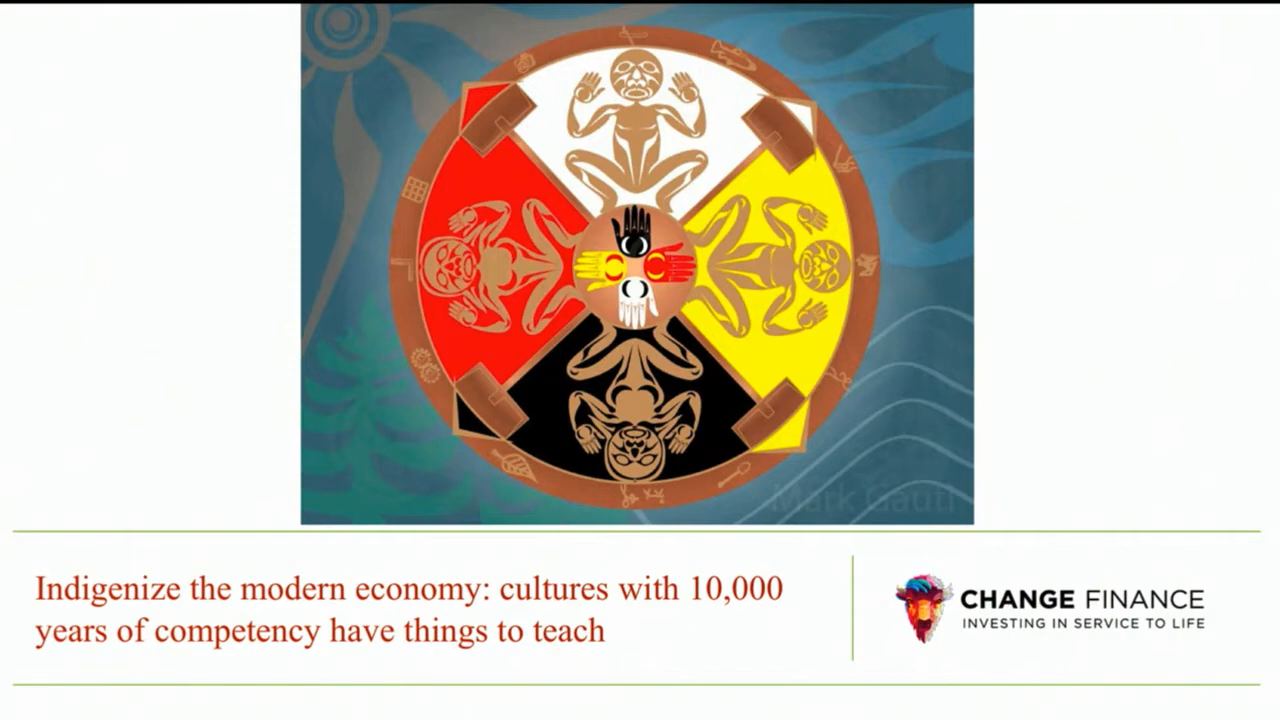 Indigenize the modern economy: cultures with 10,000
years of competency have things to teach
CHANGE FINANCE
INVESTING IN SERVICE TO LIFE